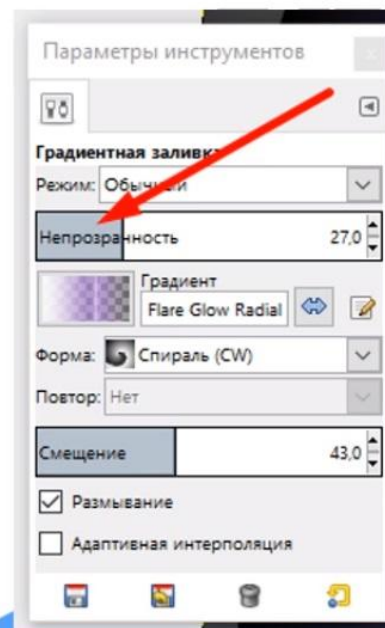 Параметры инструментов
Градиентная заливка
Режим: Обычный
Непрозрачность 27,0
Градиент
Flare Glow Radial
Форма: Спираль (CW)
Повтор: Нет
Смещение 43,0
Размывание
Адаптивная интерполяция